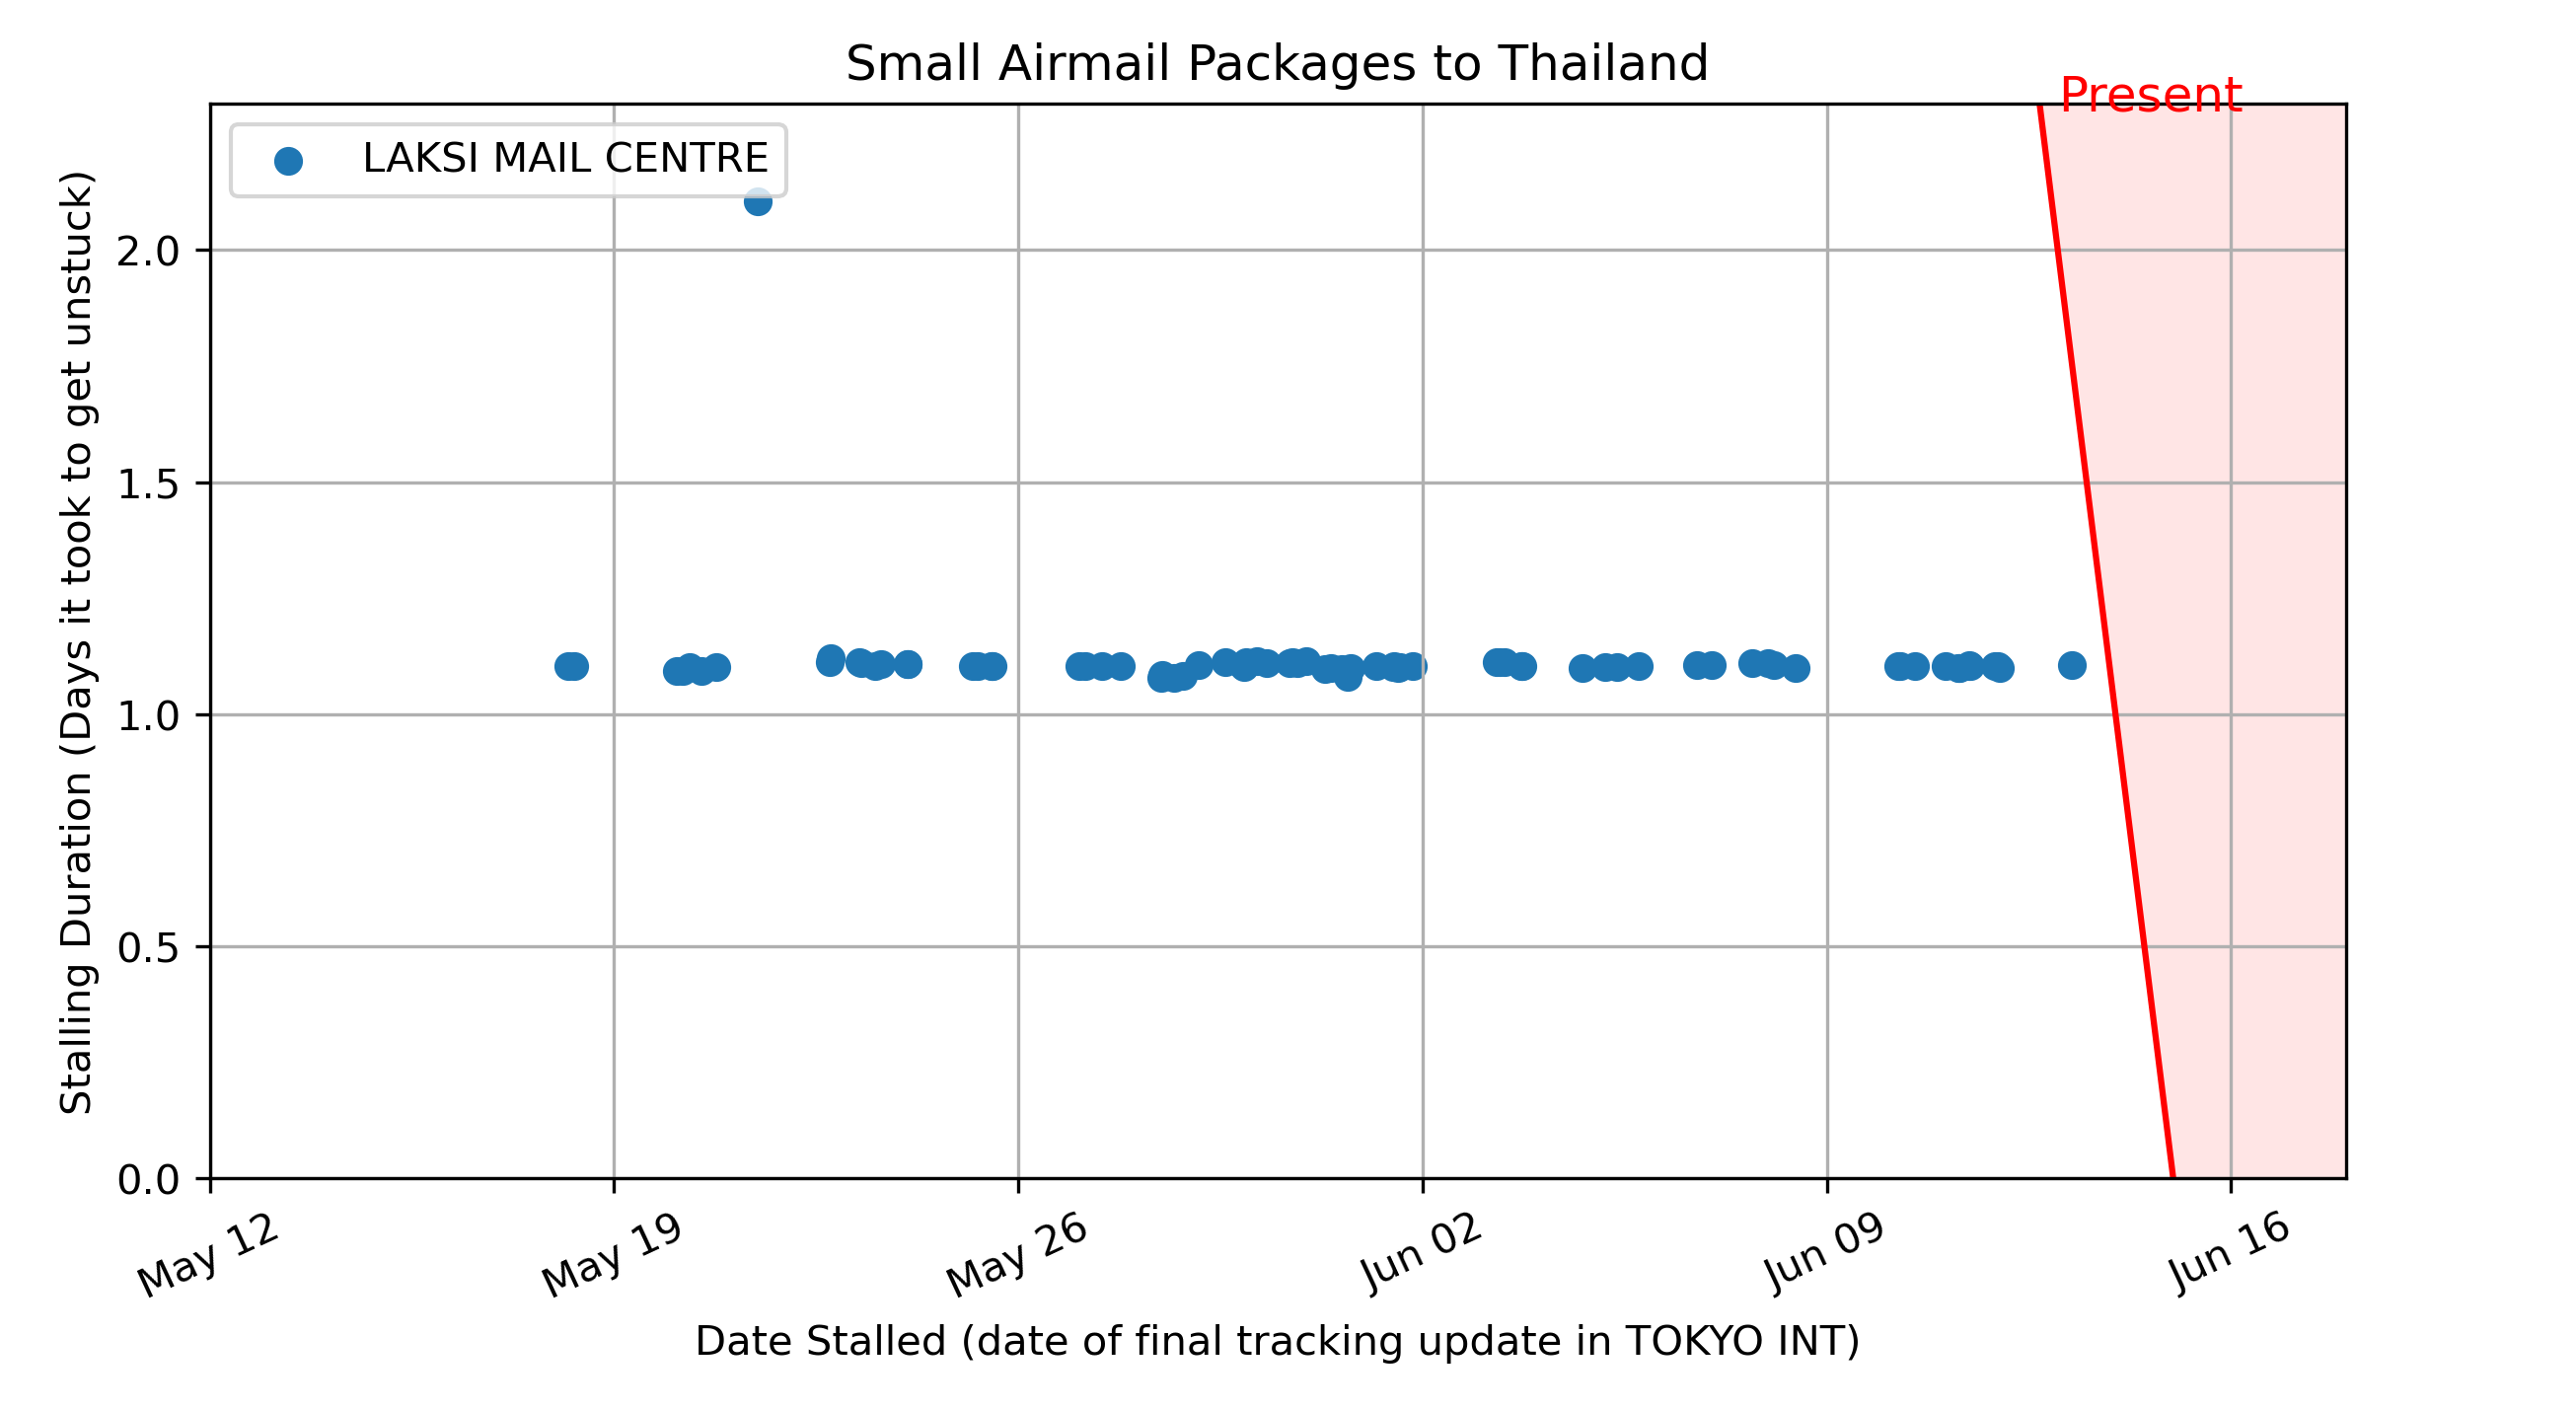 Small Airmail Packages to Thailand
Present
LAKSI MAIL CENTRE
Stalling Duration (Days it took to get unstuck)
2.0
1.5
1.0
0.5
0.0
May 12
May 19
May 26
Jun 02
Jun 09
Jun 16
Date Stalled (date of final tracking update in TOKYO INT)